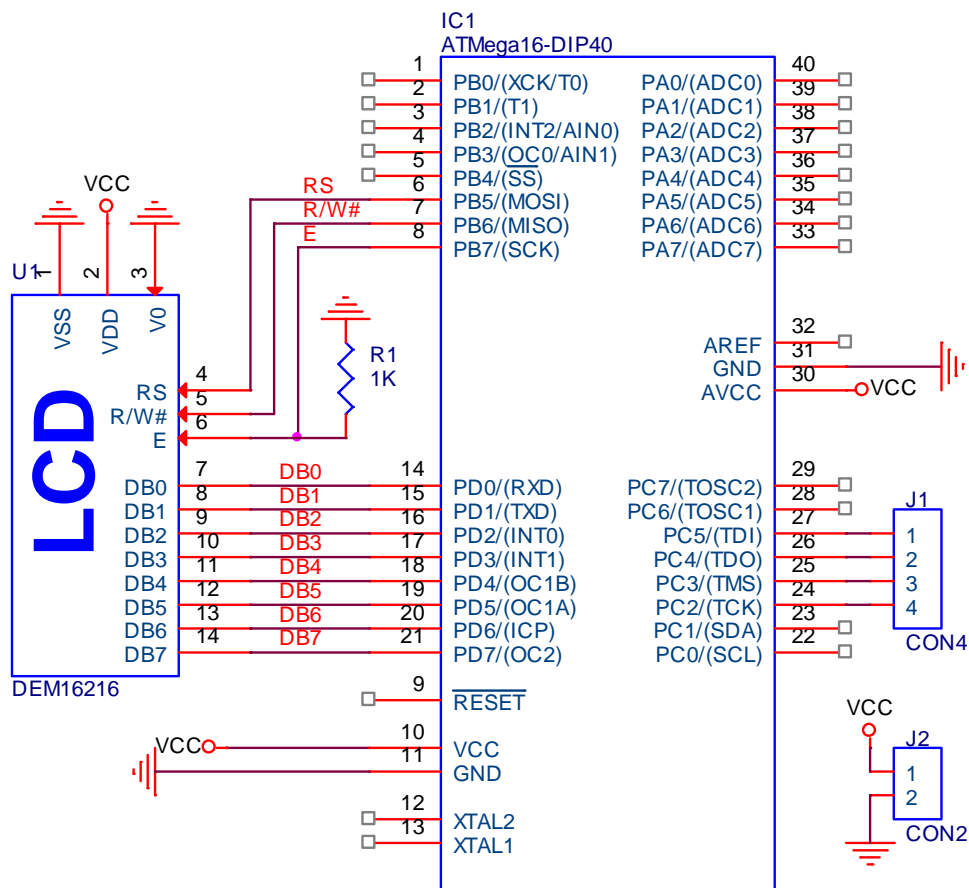 IC1
ATMega16-DIP40
1 PB0/(XCK/T0) PA0/(ADC0) 40
2 PB1/(T1) PA1/(ADC1) 39
3 PB2/(INT2/AIN0) PA2/(ADC2) 38
4 PB3/(OC0/AIN1) PA3/(ADC3) 37
5 PB4/(SS) PA4/(ADC4) 36
RS 6 PB5/(MOSI) PA5/(ADC5) 35
R/W# 7 PB6/(MISO) PA6/(ADC6) 34
E 8 PB7/(SCK) PA7/(ADC7) 33
VCC
U1 1 2 3
VSS VDD V0
LCD
R1
1K
RS 4
R/W# 5
E 6
AREF 32
GND 31
AVCC 30 VCC
DB0 7 DB0 14 PD0/(RXD) PC7/(TOSC2) 29
DB1 8 DB1 15 PD1/(TXD) PC6/(TOSC1) 28
DB2 9 DB2 16 PD2/(INT0) PC5/(TDI) 27
DB3 10 DB3 17 PD3/(INT1) PC4/(TDO) 26
DB4 11 DB4 18 PD4/(OC1B) PC3/(TMS) 25
DB5 12 DB5 19 PD5/(OC1A) PC2/(TCK) 24
DB6 13 DB6 20 PD6/(ICP) PC1/(SDA) 23
DB7 14 DB7 21 PD7/(OC2) PC0/(SCL) 22
DEM16216
J1
1
2
3
4
CON4
9 RESET
VCC 10 VCC
11 GND
12 XTAL2
13 XTAL1
VCC
J2
1
2
CON2